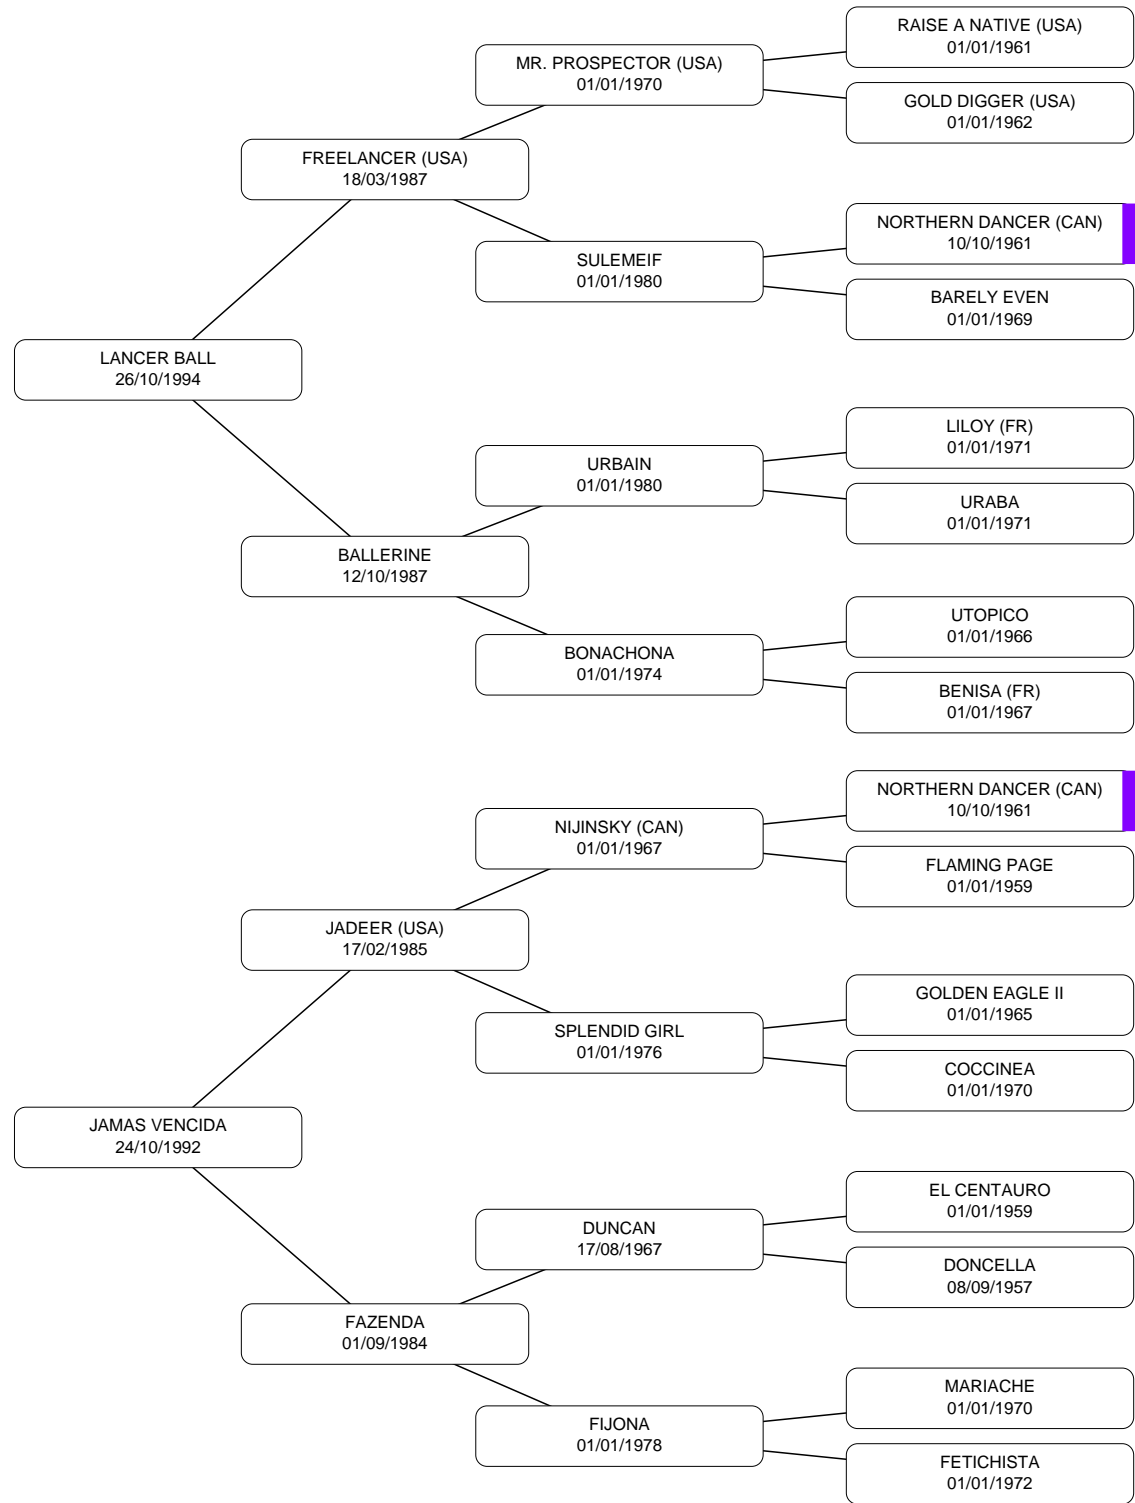 RAISE A NATIVE (USA)
01/01/1961
MR. PROSPECTOR (USA)
01/01/1970
GOLD DIGGER (USA)
01/01/1962
FREELANCER (USA)
18/03/1987
NORTHERN DANCER (CAN)
10/10/1961
SULEMEIF
01/01/1980
BARELY EVEN
01/01/1969
LANCER BALL
26/10/1994
LILOY (FR)
01/01/1971
URBAIN
01/01/1980
URABA
01/01/1971
BALLERINE
12/10/1987
UTOPICO
01/01/1966
BONACHONA
01/01/1974
BENISA (FR)
01/01/1967
NORTHERN DANCER (CAN)
10/10/1961
NIJINSKY (CAN)
01/01/1967
FLAMING PAGE
01/01/1959
JADEER (USA)
17/02/1985
GOLDEN EAGLE II
01/01/1965
SPLENDID GIRL
01/01/1976
COCCINEA
01/01/1970
JAMAS VENCIDA
24/10/1992
EL CENTAURO
01/01/1959
DUNCAN
17/08/1967
DONCELLA
08/09/1957
FAZENDA
01/09/1984
MARIACHE
01/01/1970
FIJONA
01/01/1978
FETICHISTA
01/01/1972